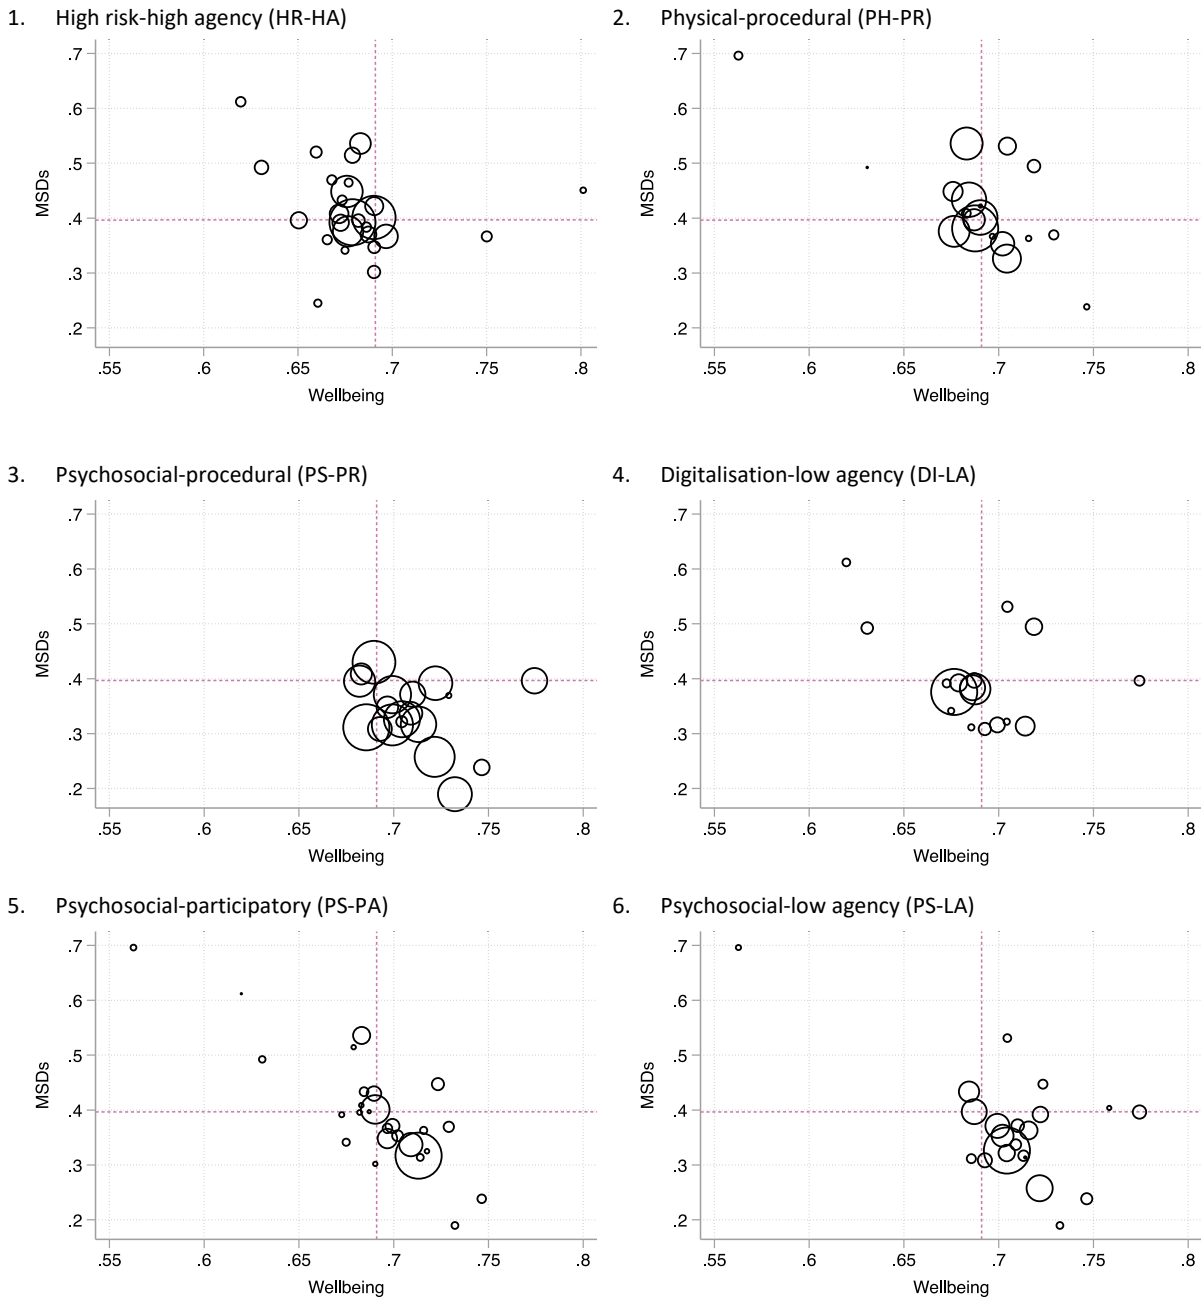 1. High risk-high agency (HR-HA)
.7
.6
.5
.4
.3
.2
MSDs
.55 .6 .65 .7 .75 .8
Wellbeing
2. Physical-procedural (PH-PR)
.7
.6
.5
.4
.3
.2
MSDs
.55 .6 .65 .7 .75 .8
Wellbeing
3. Psychosocial-procedural (PS-PR)
.7
.6
.5
.4
.3
.2
MSDs
.55 .6 .65 .7 .75 .8
Wellbeing
4. Digitalisation-low agency (DI-LA)
.7
.6
.5
.4
.3
.2
MSDs
.55 .6 .65 .7 .75 .8
Wellbeing
5. Psychosocial-participatory (PS-PA)
.7
.6
.5
.4
.3
.2
MSDs
.55 .6 .65 .7 .75 .8
Wellbeing
6. Psychosocial-low agency (PS-LA)
.7
.6
.5
.4
.3
.2
MSDs
.55 .6 .65 .7 .75 .8
Wellbeing